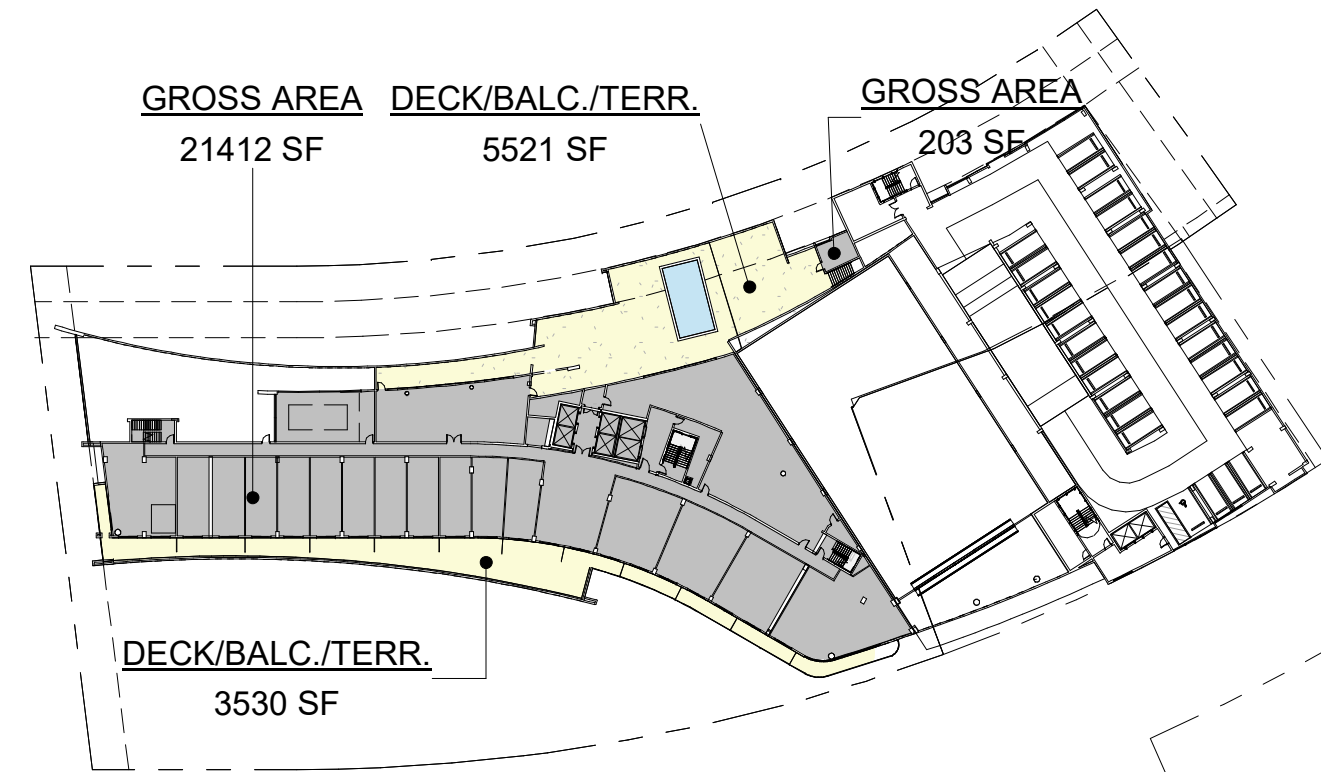 GROSS AREA
21412 SF
DECK/BALC./TERR.
5521 SF
GROSS AREA
203 SF
DECK/BALC./TERR.
3530 SF